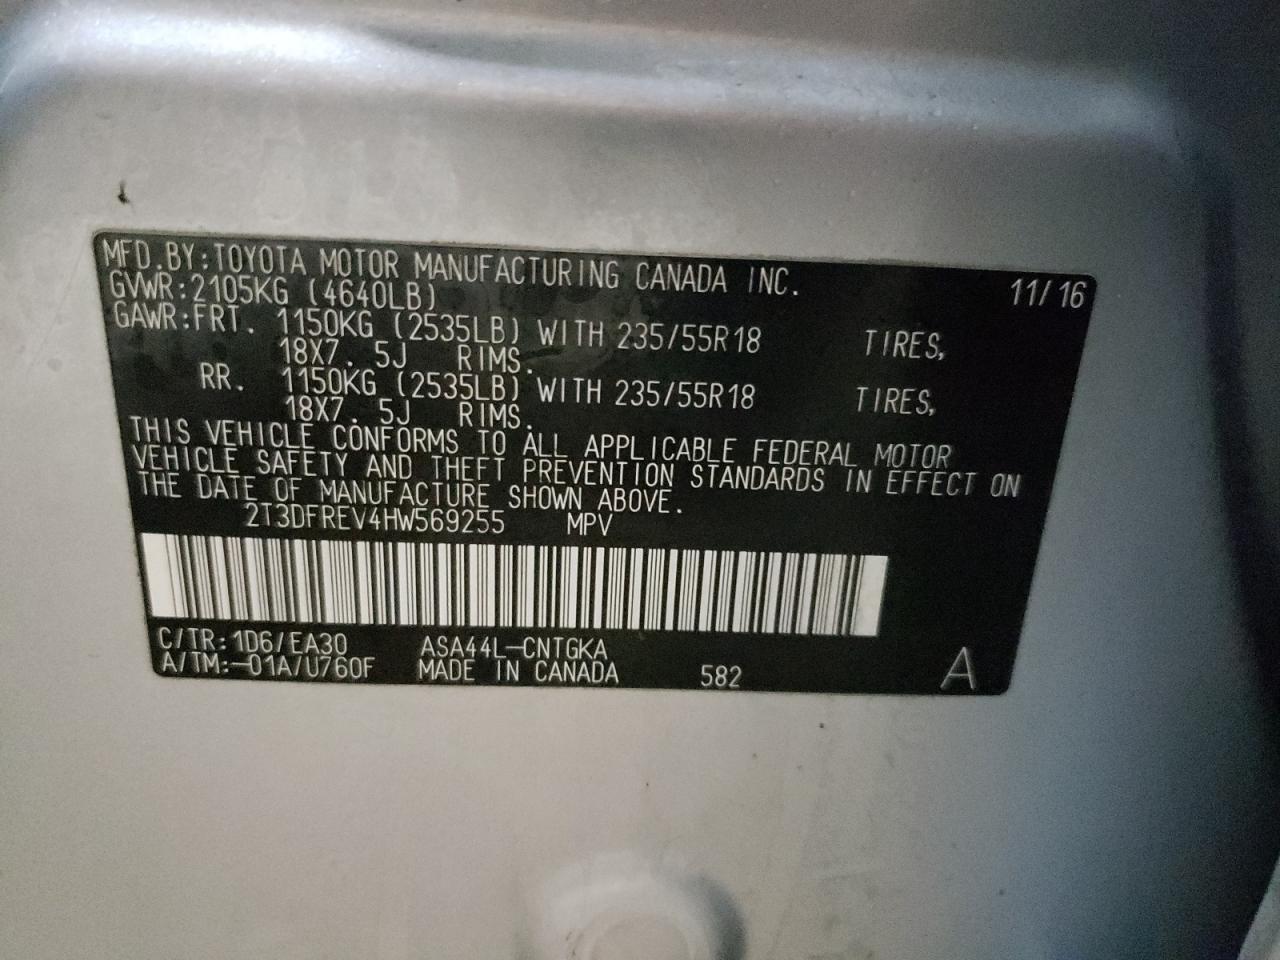 MFD.BY:TOYOTA MOTOR MANUFACTURING CANADA INC. 11/16
GVWR:2105KG (4640LB)
GAWR:FRT. 1150KG (2535LB) WITH 235/55R18 TIRES,
18X7.5J RIMS.
RR. 1150KG (2535LB) WITH 235/55R18 TIRES,
18X7.5J RIMS.
THIS VEHICLE CONFORMS TO ALL APPLICABLE FEDERAL MOTOR
VEHICLE SAFETY AND THEFT PREVENTION STANDARDS IN EFFECT ON
THE DATE OF MANUFACTURE SHOWN ABOVE.
2T3DFREV4HW569255 MPV
C/TR:1D6/EA30 ASA44L-CNTGKA
A/TM:-01A/U760F MADE IN CANADA 582 A